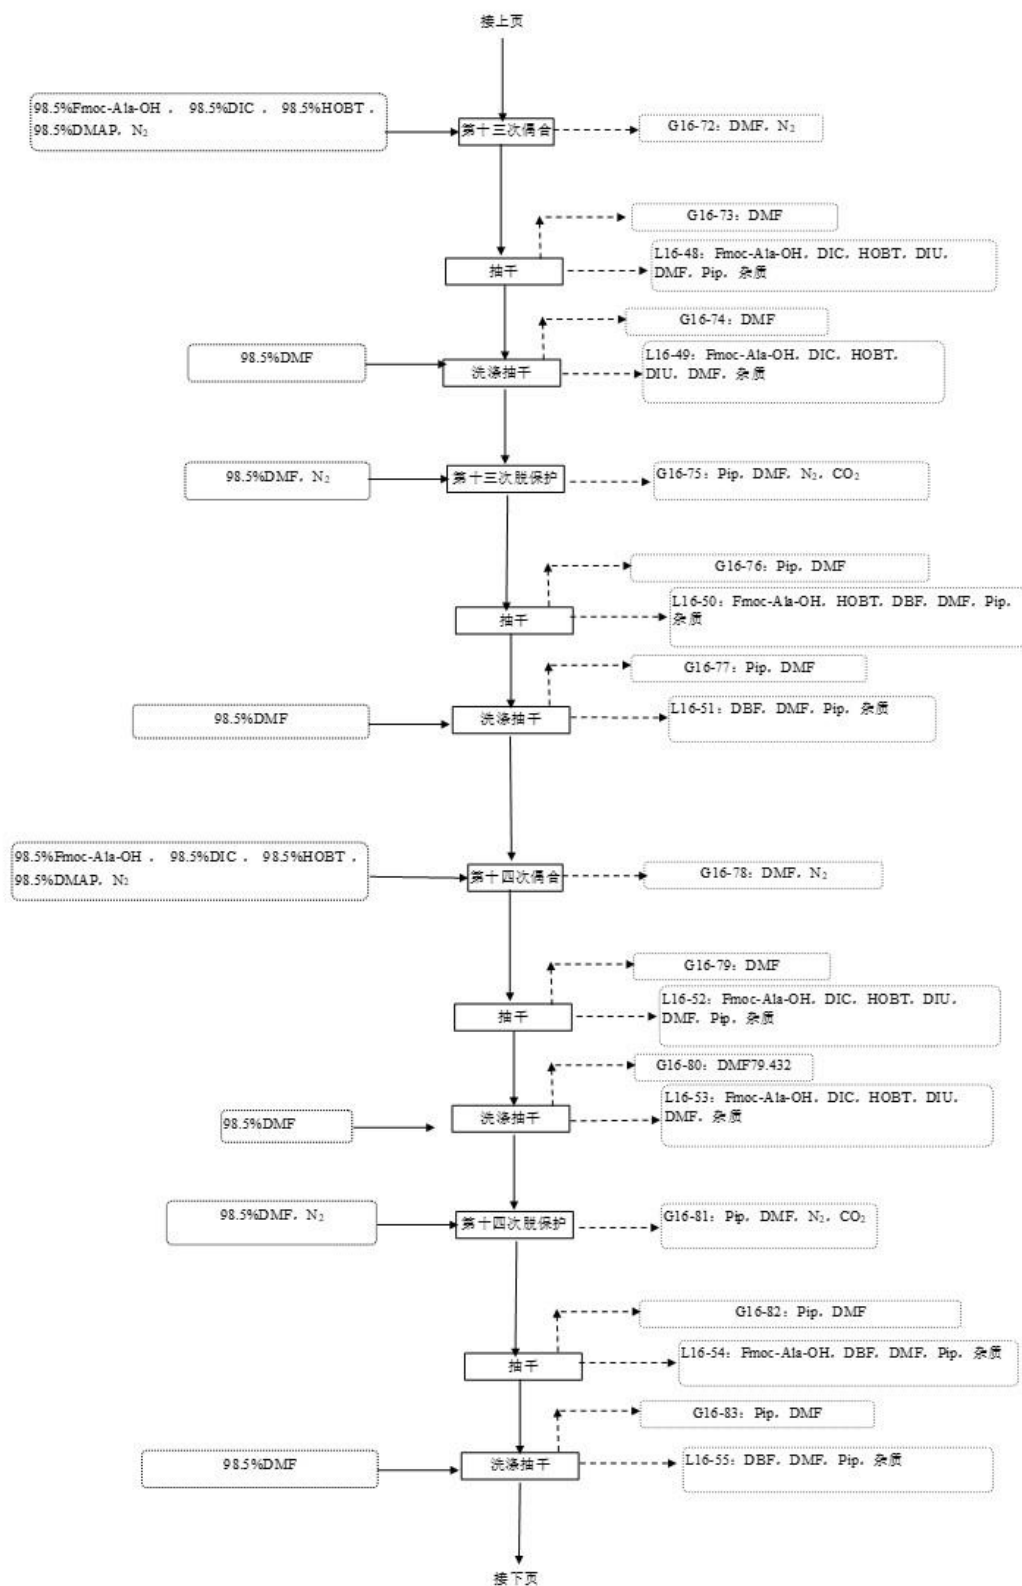 接上页
98.5%Fmoc-Ala-OH， 98.5%DIC， 98.5%HOBT，
98.5%DMAP，N₂
第十三次偶合
G16-72：DMF，N₂
G16-73：DMF
抽干
L16-48：Fmoc-Ala-OH，DIC，HOBT，DIU，
DMF，Pip，杂质
G16-74：DMF
98.5%DMF
洗涤抽干
L16-49：Fmoc-Ala-OH，DIC，HOBT，
DIU，DMF，杂质
98.5%DMF，N₂
第十三次脱保护
G16-75：Pip，DMF，N₂，CO₂
G16-76：Pip，DMF
抽干
L16-50：Fmoc-Ala-OH，HOBT，DBF，DMF，Pip，
杂质
G16-77：Pip，DMF
98.5%DMF
洗涤抽干
L16-51：DBF，DMF，Pip，杂质
98.5%Fmoc-Ala-OH， 98.5%DIC， 98.5%HOBT，
98.5%DMAP，N₂
第十四次偶合
G16-78：DMF，N₂
G16-79：DMF
抽干
L16-52：Fmoc-Ala-OH，DIC，HOBT，DIU，
DMF，Pip，杂质
G16-80：DMF79.432
98.5%DMF
洗涤抽干
L16-53：Fmoc-Ala-OH，DIC，HOBT，DIU，
DMF，杂质
98.5%DMF，N₂
第十四次脱保护
G16-81：Pip，DMF，N₂，CO₂
G16-82：Pip，DMF
抽干
L16-54：Fmoc-Ala-OH，DBF，DMF，Pip，杂质
G16-83：Pip，DMF
98.5%DMF
洗涤抽干
L16-55：DBF，DMF，Pip，杂质
接下页